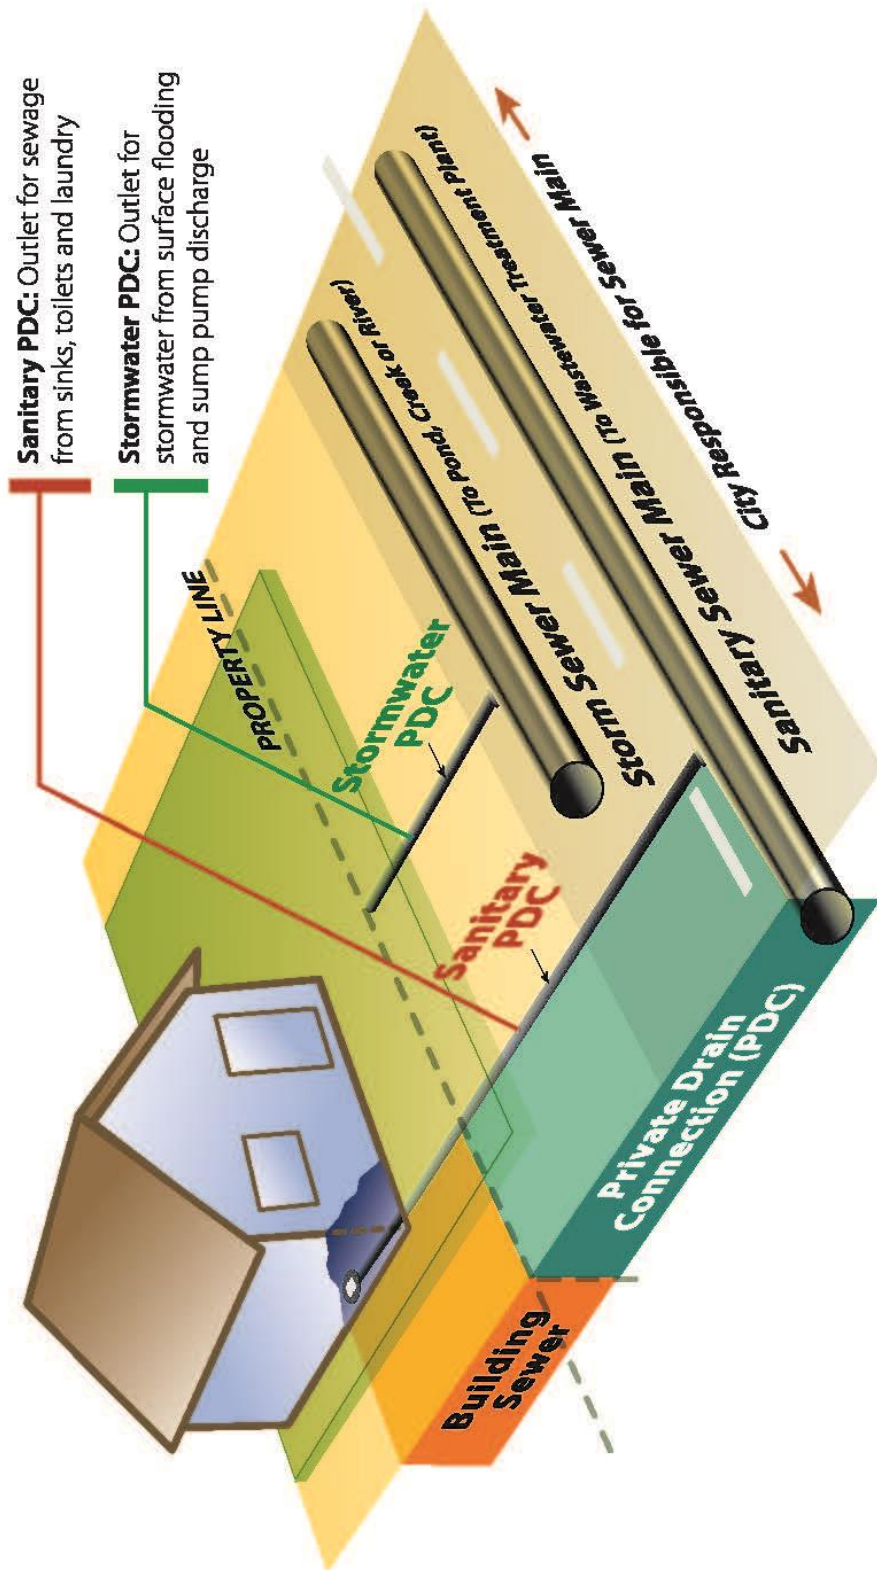 Sanitary PDC: Outlet for sewage
from sinks, toilets and laundry
Stormwater PDC: Outlet for
stormwater from surface flooding
and sump pump discharge
PROPERTY LINE
Stormwater
PDC
Sanitary
PDC
Storm Sewer Main (To Pond, Creek or River)
Sanitary Sewer Main (To Wastewater Treatment Plant)
City Responsible for Sewer Main
Building
Sewer
Private Drain
Connection (PDC)